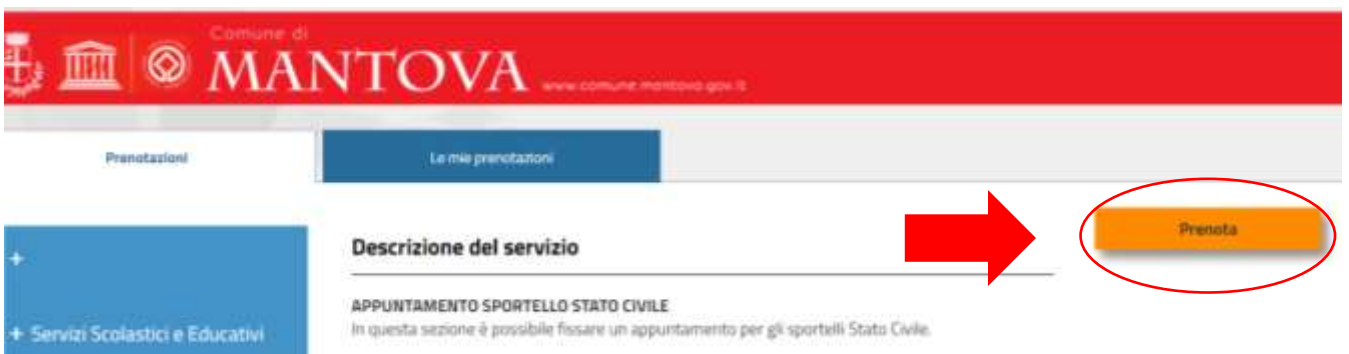 Comune di
MANTOVA www.comune.mantova.gov.it
Prenotazioni
Le mie prenotazioni
Prenota
Descrizione del servizio
+
APPUNTAMENTO SPORTELLO STATO CIVILE
In questa sezione è possibile fissare un appuntamento per gli sportelli Stato Civile.
+ Servizi Scolastici e Educativi